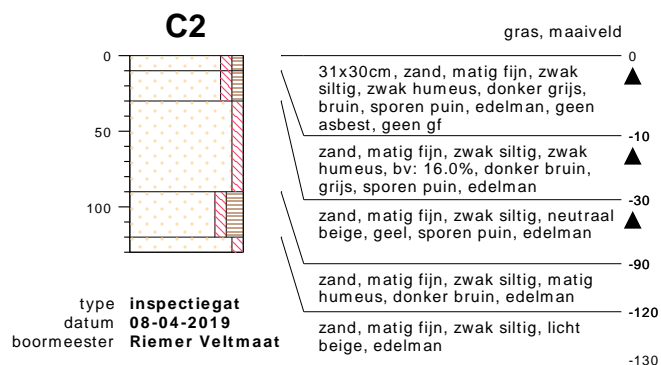 C2
gras, maaiveld
0
0
31x30cm, zand, matig fijn, zwak
siltig, zwak humeus, donker grijs,
bruin, sporen puin, edelman, geen
asbest, geen gf
-10
50
zand, matig fijn, zwak siltig, zwak
humeus, bv: 16.0%, donker bruin,
grijs, sporen puin, edelman
-30
100
zand, matig fijn, zwak siltig, neutraal
beige, geel, sporen puin, edelman
-90
zand, matig fijn, zwak siltig, matig
humeus, donker bruin, edelman
-120
zand, matig fijn, zwak siltig, licht
beige, edelman
-130
type inspectiegat
datum 08-04-2019
boormeester Riemer Veltmaat